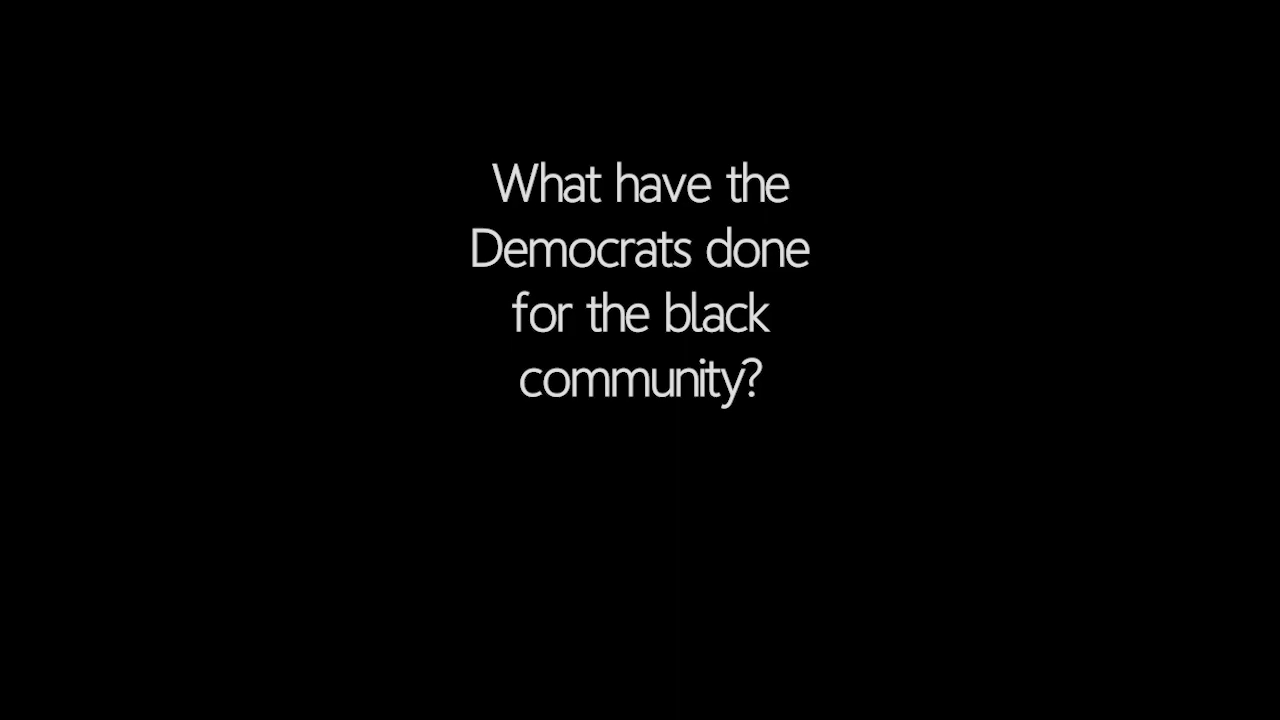 What have the
Democrats done
for the black
community?